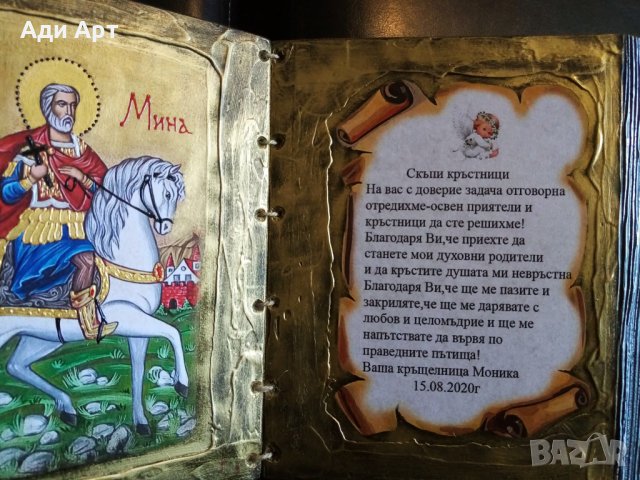 Ади Арт
Мина
Скъпи кръстници
На вас с доверие задача отговорна
отредихме-освен приятели и
кръстници да сте решихме!
Благодаря Ви,че приехте да
станете мои духовни родители
и да кръстите душата ми невръстна
Благодаря Ви,че ще ме пазите и
закриляте,че ще ме дарявате с
любов и целомъдрие и ще ме
напътствате да вървя по
праведните пътища!
Ваша кръщелница Моника
15.08.2020г
BAZAR